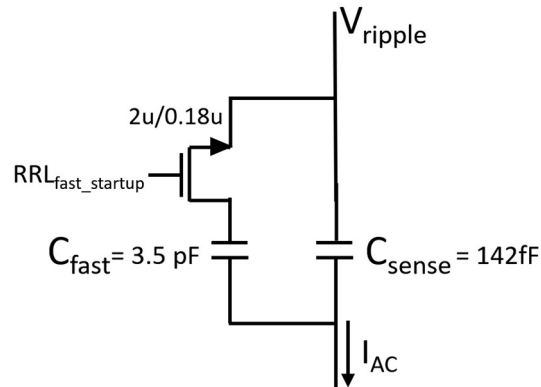 Vripple
2u/0.18u
RRLfast_startup
Cfast= 3.5 pF
Csense = 142fF
IAC